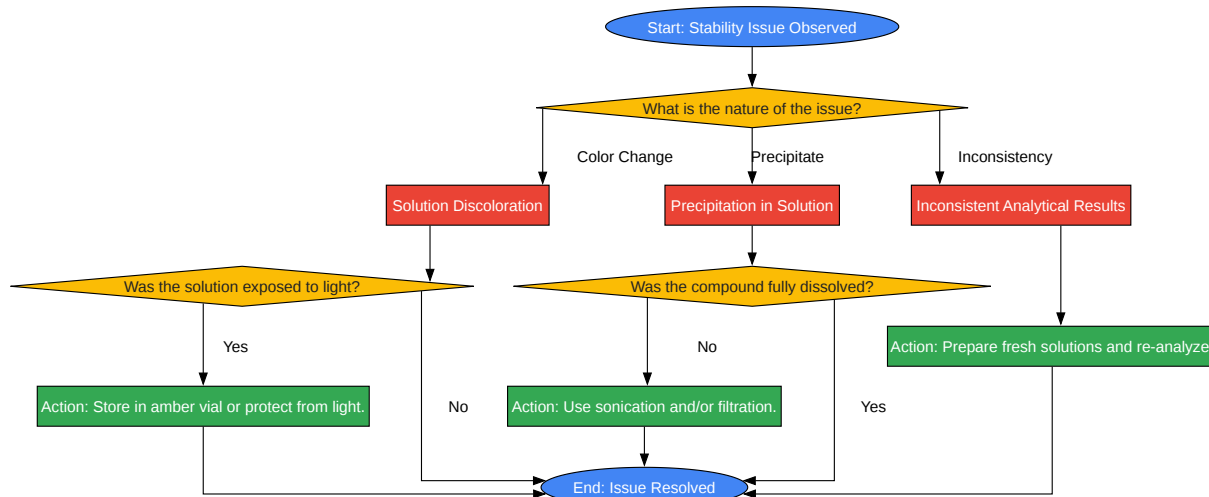 Start: Stability Issue Observed
What is the nature of the issue?
Color Change
Precipitate
Inconsistency
Solution Discoloration
Precipitation in Solution
Inconsistent Analytical Results
Was the solution exposed to light?
Was the compound fully dissolved?
Yes
No
Action: Prepare fresh solutions and re-analyze
Action: Store in amber vial or protect from light.
No
Action: Use sonication and/or filtration.
Yes
End: Issue Resolved